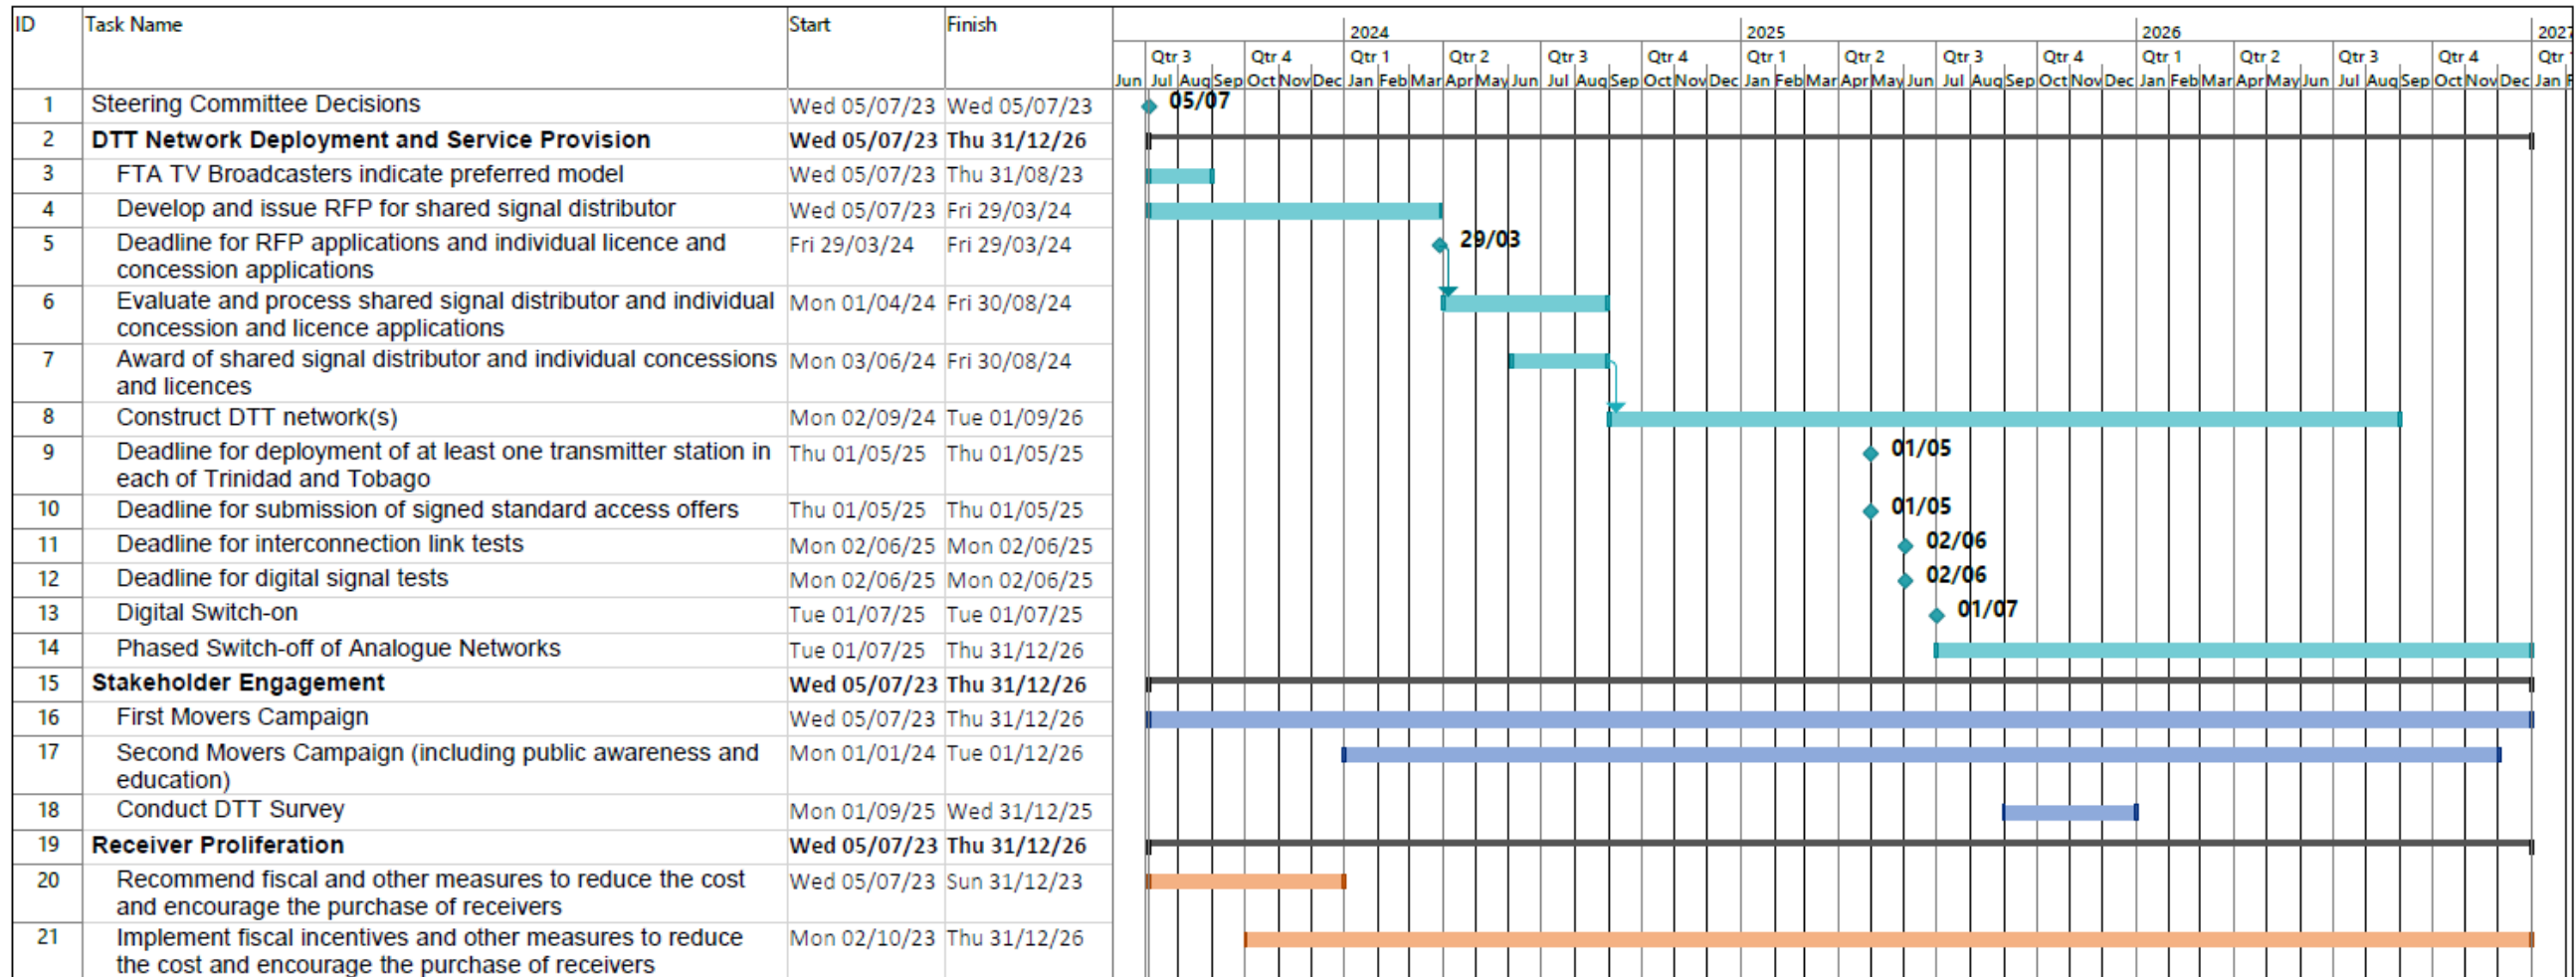 ID Task Name Start Finish
2024 2025 2026 2027
Qtr 3 Qtr 4 Qtr 1 Qtr 2 Qtr 3 Qtr 4 Qtr 1 Qtr 2 Qtr 3 Qtr 4 Qtr 1 Qtr 2 Qtr 3 Qtr 4 Qtr
Jun Jul Aug Sep Oct Nov Dec Jan Feb Mar Apr May Jun Jul Aug Sep Oct Nov Dec Jan Feb Mar Apr May Jun Jul Aug Sep Oct Nov Dec Jan Feb Mar Apr May Jun Jul Aug Sep Oct Nov Dec Jan F
1 Steering Committee Decisions Wed 05/07/23 Wed 05/07/23 05/07
2 DTT Network Deployment and Service Provision Wed 05/07/23 Thu 31/12/26
3 FTA TV Broadcasters indicate preferred model Wed 05/07/23 Thu 31/08/23
4 Develop and issue RFP for shared signal distributor Wed 05/07/23 Fri 29/03/24
5 Deadline for RFP applications and individual licence and Fri 29/03/24 Fri 29/03/24 29/03
concession applications
6 Evaluate and process shared signal distributor and individual Mon 01/04/24 Fri 30/08/24
concession and licence applications
7 Award of shared signal distributor and individual concessions Mon 03/06/24 Fri 30/08/24
and licences
8 Construct DTT network(s) Mon 02/09/24 Tue 01/09/26
9 Deadline for deployment of at least one transmitter station in Thu 01/05/25 Thu 01/05/25 01/05
each of Trinidad and Tobago
10 Deadline for submission of signed standard access offers Thu 01/05/25 Thu 01/05/25 01/05
11 Deadline for interconnection link tests Mon 02/06/25 Mon 02/06/25 02/06
12 Deadline for digital signal tests Mon 02/06/25 Mon 02/06/25 02/06
13 Digital Switch-on Tue 01/07/25 Tue 01/07/25 01/07
14 Phased Switch-off of Analogue Networks Tue 01/07/25 Thu 31/12/26
15 Stakeholder Engagement Wed 05/07/23 Thu 31/12/26
16 First Movers Campaign Wed 05/07/23 Thu 31/12/26
17 Second Movers Campaign (including public awareness and Mon 01/01/24 Tue 01/12/26
education)
18 Conduct DTT Survey Mon 01/09/25 Wed 31/12/25
19 Receiver Proliferation Wed 05/07/23 Thu 31/12/26
20 Recommend fiscal and other measures to reduce the cost Wed 05/07/23 Sun 31/12/23
and encourage the purchase of receivers
21 Implement fiscal incentives and other measures to reduce Mon 02/10/23 Thu 31/12/26
the cost and encourage the purchase of receivers